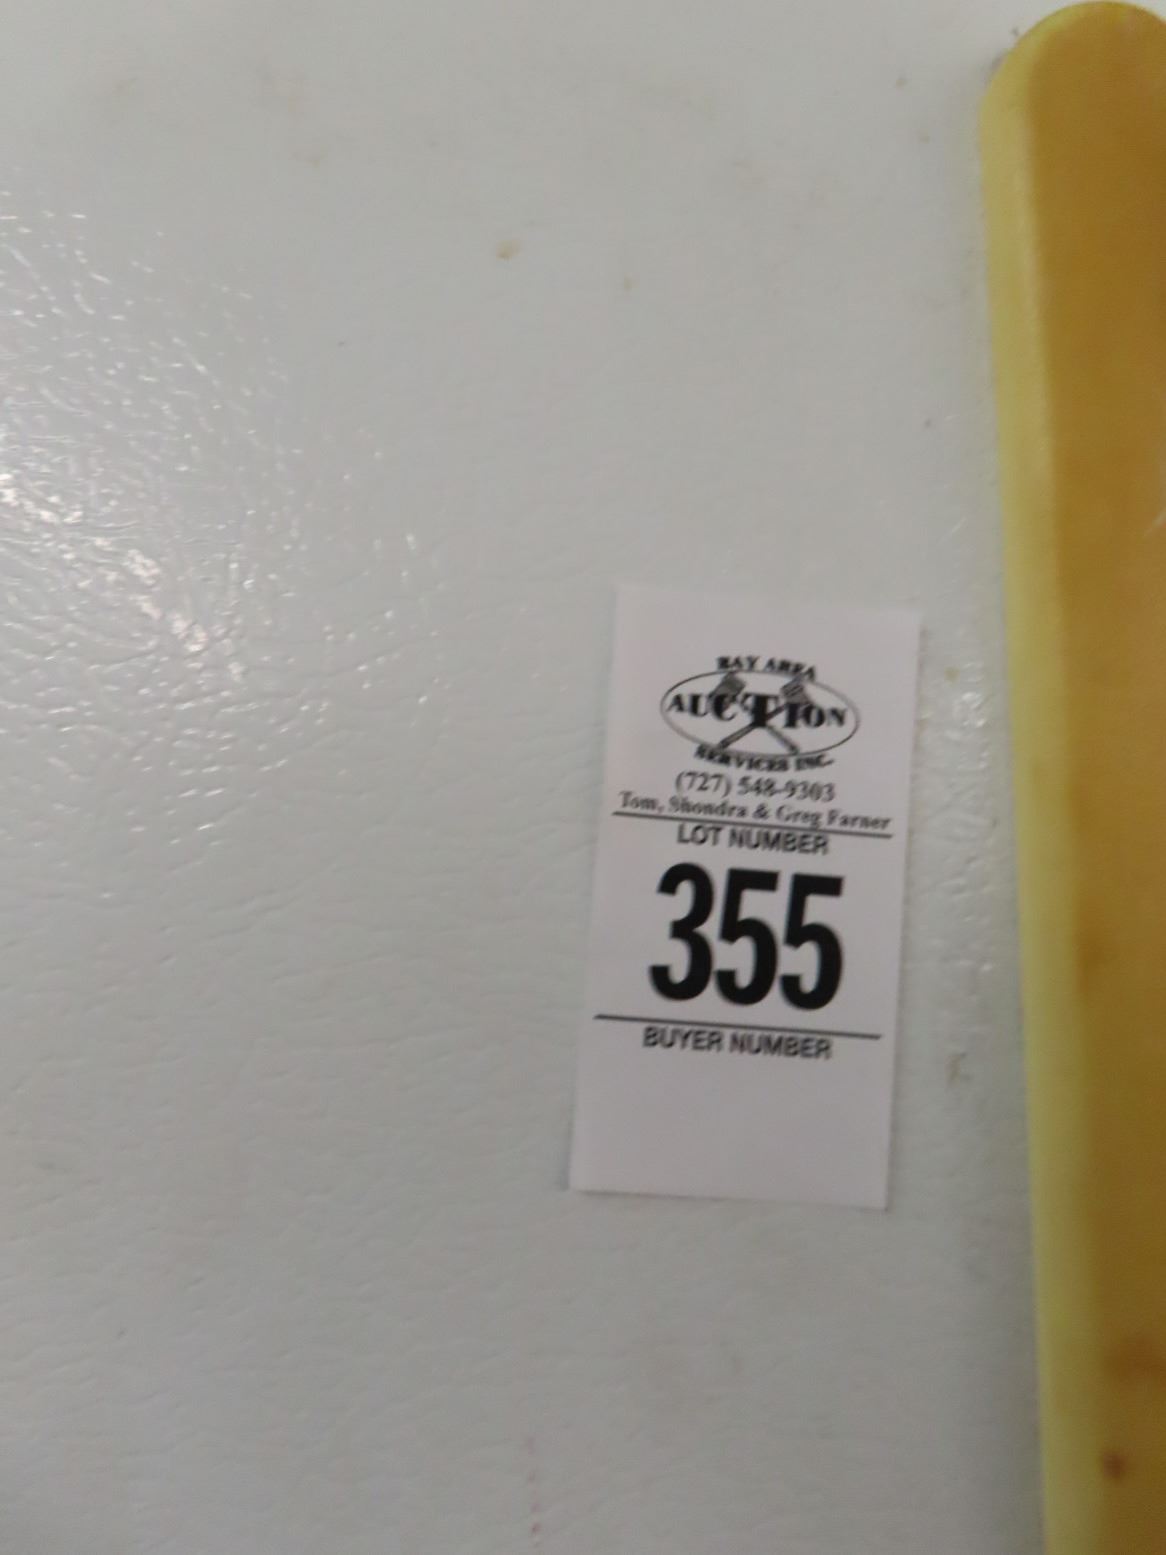 BAY AREA
AUCTION
SERVICES INC.
(727) 548-9303
Tom, Shondra & Greg Farner
LOT NUMBER
355
BUYER NUMBER